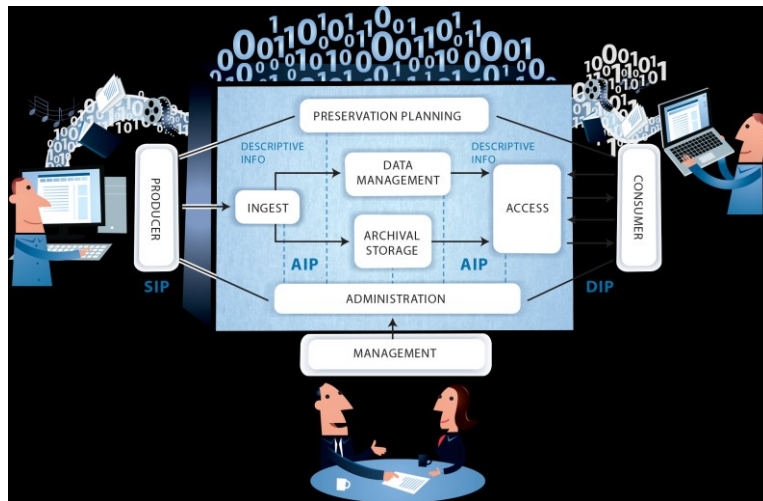 PRESERVATION PLANNING
DESCRIPTIVE
INFO
DATA
MANAGEMENT
DESCRIPTIVE
INFO
PRODUCER
INGEST
ACCESS
CONSUMER
ARCHIVAL
STORAGE
AIP
AIP
SIP
ADMINISTRATION
DIP
MANAGEMENT